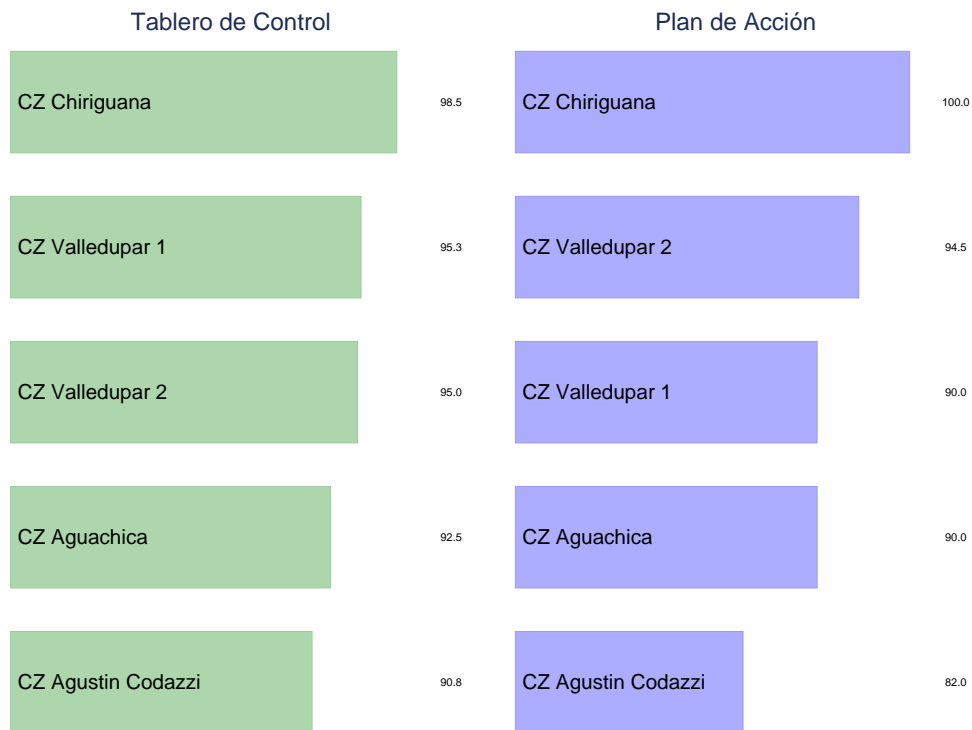 Tablero de Control
CZ Chiriguana 98.5
CZ Valledupar 1 95.3
CZ Valledupar 2 95.0
CZ Aguachica 92.5
CZ Agustin Codazzi 90.8
Plan de Acción
CZ Chiriguana 100.0
CZ Valledupar 2 94.5
CZ Valledupar 1 90.0
CZ Aguachica 90.0
CZ Agustin Codazzi 82.0